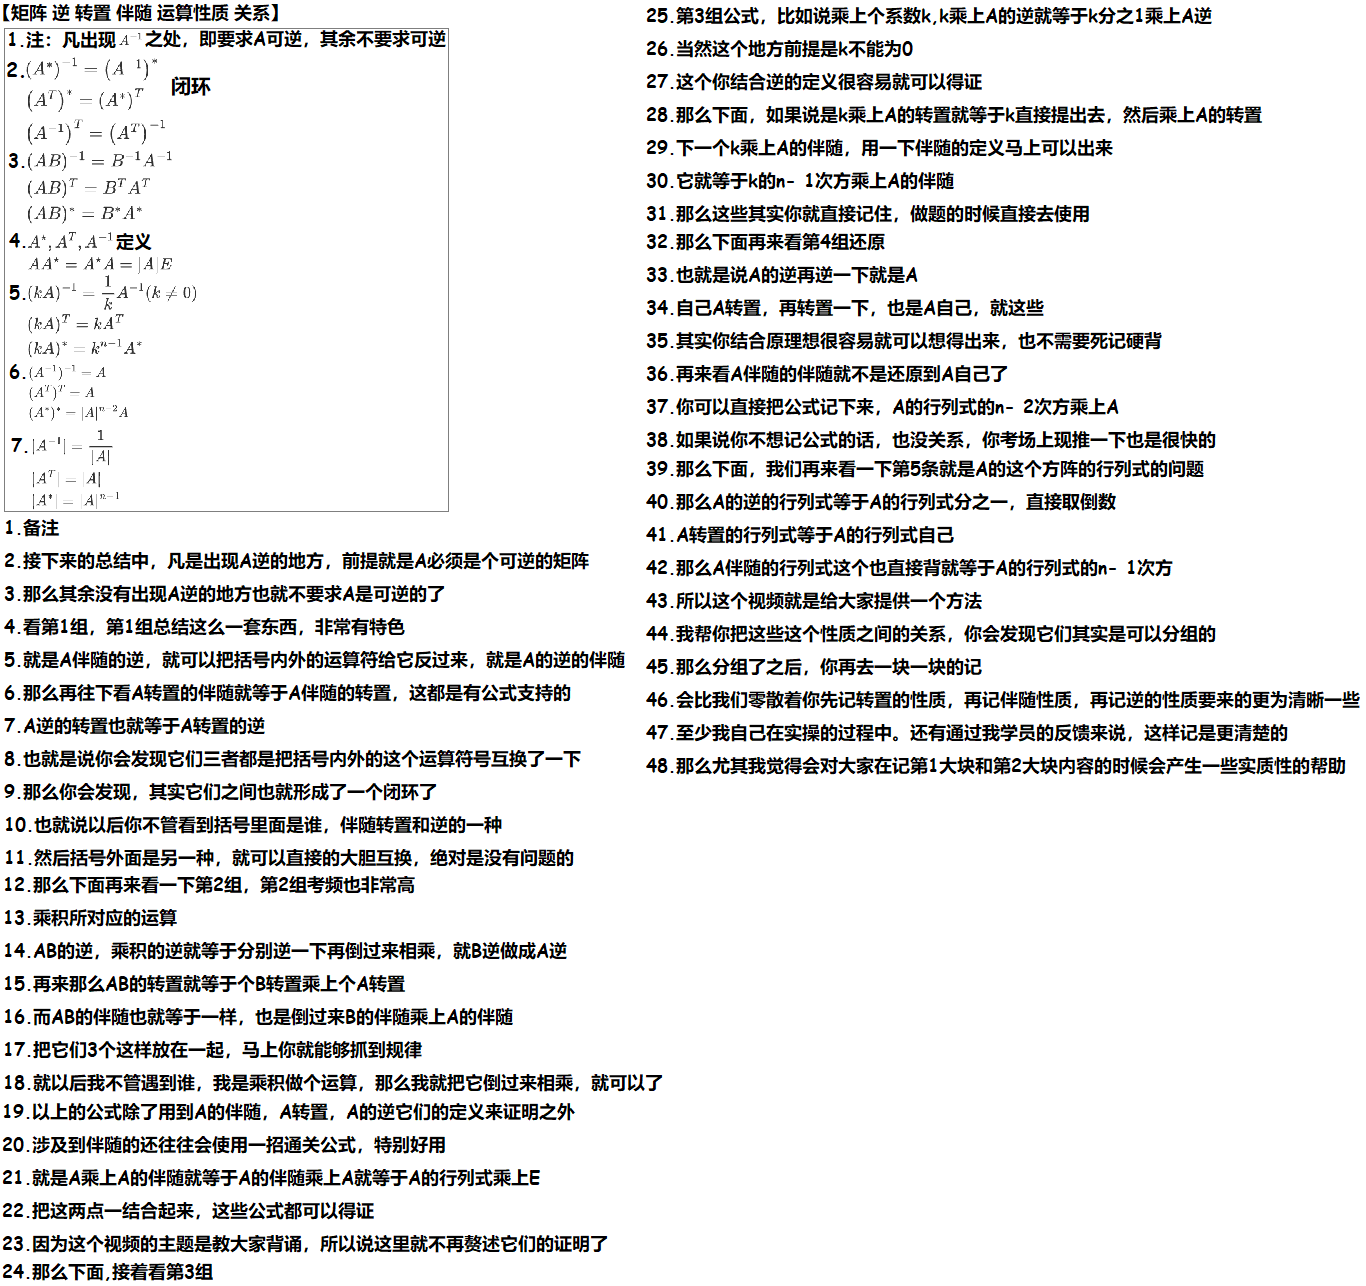 【矩阵 逆 转置 伴随 运算性质 关系】
1.注：凡出现 A⁻¹ 之处，即要求A可逆，其余不要求可逆
2.(A*)⁻¹ = (A⁻¹)*
闭环
(Aᵀ)* = (A*)ᵀ
(A⁻¹)ᵀ = (Aᵀ)⁻¹
3.(AB)⁻¹ = B⁻¹A⁻¹
(AB)ᵀ = BᵀAᵀ
(AB)* = B*A*
4.A*, Aᵀ, A⁻¹定义
AA* = A*A = |A|E
5.(kA)⁻¹ = 1/k A⁻¹(k ≠ 0)
(kA)ᵀ = kAᵀ
(kA)* = kⁿ⁻¹A*
6.(A⁻¹)⁻¹ = A
(Aᵀ)ᵀ = A
(A*)* = |A|ⁿ⁻²A
7.|A⁻¹| = 1/|A|
|Aᵀ| = |A|
|A*| = |A|ⁿ⁻¹
1.备注
2.接下来的总结中，凡是出现A逆的地方，前提就是A必须是个可逆的矩阵
3.那么其余没有出现A逆的地方也就不要求A是可逆的了
4.看第1组，第1组总结这么一套东西，非常有特色
5.就是A伴随的逆，就可以把括号内外的运算符给它反过来，就是A的逆的伴随
6.那么再往下看A转置的伴随就等于A伴随的转置，这都是有公式支持的
7.A逆的转置也就等于A转置的逆
8.也就是说你会发现它们三者都是把括号内外的这个运算符号互换了一下
9.那么你会发现，其实它们之间也就形成了一个闭环了
10.也就说以后你不管看到括号里面是谁，伴随转置和逆的一种
11.然后括号外面是另一种，就可以直接的大胆互换，绝对是没有问题的
12.那么下面再来看一下第2组，第2组考频也非常高
13.乘积所对应的运算
14.AB的逆，乘积的逆就等于分别逆一下再倒过来相乘，就B逆做成A逆
15.再来那么AB的转置就等于个B转置乘上个A转置
16.而AB的伴随也就等于一样，也是倒过来B的伴随乘上A的伴随
17.把它们3个这样放在一起，马上你就能够抓到规律
18.就以后我不管遇到谁，我是乘积做个运算，那么我就把它倒过来相乘，就可以了
19.以上的公式除了用到A的伴随，A转置，A的逆它们的定义来证明之外
20.涉及到伴随的还往往会使用一招通关公式，特别好用
21.就是A乘上A的伴随就等于A的伴随乘上A就等于A的行列式乘上E
22.把这两点一结合起来，这些公式都可以得证
23.因为这个视频的主题是教大家背诵，所以说这里就不再赘述它们的证明了
24.那么下面,接着看第3组
25.第3组公式，比如说乘上个系数k,k乘上A的逆就等于k分之1乘上A逆
26.当然这个地方前提是k不能为0
27.这个你结合逆的定义很容易就可以得证
28.那么下面，如果说是k乘上A的转置就等于k直接提出去，然后乘上A的转置
29.下一个k乘上A的伴随，用一下伴随的定义马上可以出来
30.它就等于k的n- 1次方乘上A的伴随
31.那么这些其实你就直接记住，做题的时候直接去使用
32.那么下面再来看第4组还原
33.也就是说A的逆再逆一下就是A
34.自己A转置，再转置一下，也是A自己，就这些
35.其实你结合原理想很容易就可以想得出来，也不需要死记硬背
36.再来看A伴随的伴随就不是还原到A自己了
37.你可以直接把公式记下来，A的行列式的n- 2次方乘上A
38.如果说你不想记公式的话，也没关系，你考场上现推一下也是很快的
39.那么下面，我们再来看一下第5条就是A的这个方阵的行列式的问题
40.那么A的逆的行列式等于A的行列式分之一，直接取倒数
41.A转置的行列式等于A的行列式自己
42.那么A伴随的行列式这个也直接背就等于A的行列式的n- 1次方
43.所以这个视频就是给大家提供一个方法
44.我帮你把这些这个性质之间的关系，你会发现它们其实是可以分组的
45.那么分组了之后，你再去一块一块的记
46.会比我们零散着你先记转置的性质，再记伴随性质，再记逆的性质要来的更为清晰一些
47.至少我自己在实操的过程中。还有通过我学员的反馈来说，这样记是更清楚的
48.那么尤其我觉得会对大家在记第1大块和第2大块内容的时候会产生一些实质性的帮助